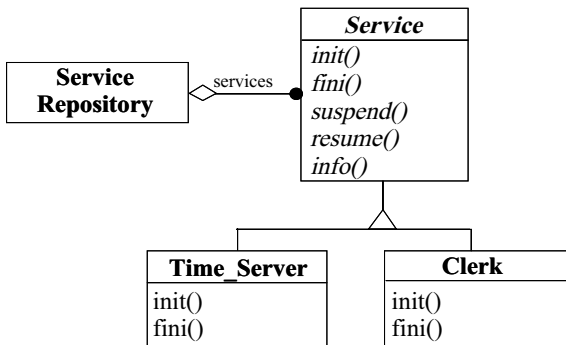 Service
init()
fini()
suspend()
resume()
info()
Service
Repository
services
Time_Server
init()
fini()
Clerk
init()
fini()